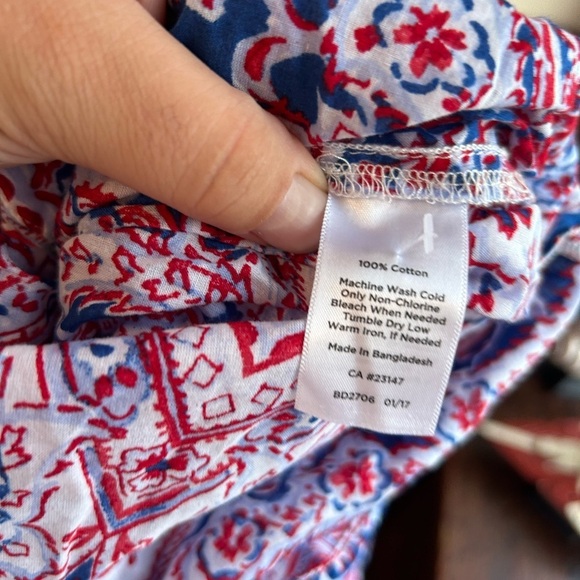 100% Cotton
Machine Wash Cold
Only Non-Chlorine
Bleach When Needed
Tumble Dry Low
Warm Iron, If Needed
Made In Bangladesh
CA #23147
BD2706 01/17